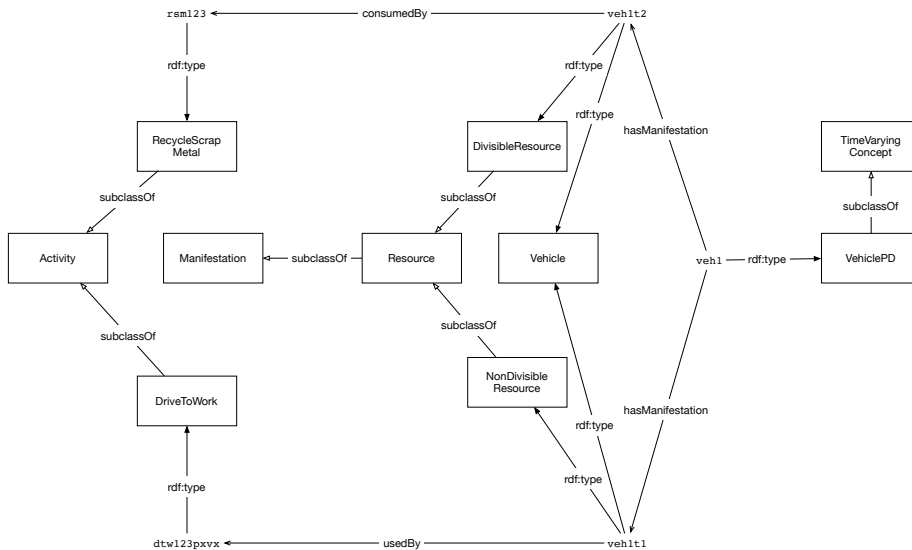 rsm123
consumedBy
veh1t2
rdf:type
rdf:type
rdf:type
hasManifestation
RecycleScrap
Metal
DivisibleResource
TimeVarying
Concept
subclassOf
subclassOf
subclassOf
Activity
Manifestation
subclassOf
Resource
Vehicle
veh1
rdf:type
VehiclePD
subclassOf
subclassOf
DriveToWork
NonDivisible
Resource
hasManifestation
rdf:type
rdf:type
rdf:type
dtw123pxvx
usedBy
veh1t1